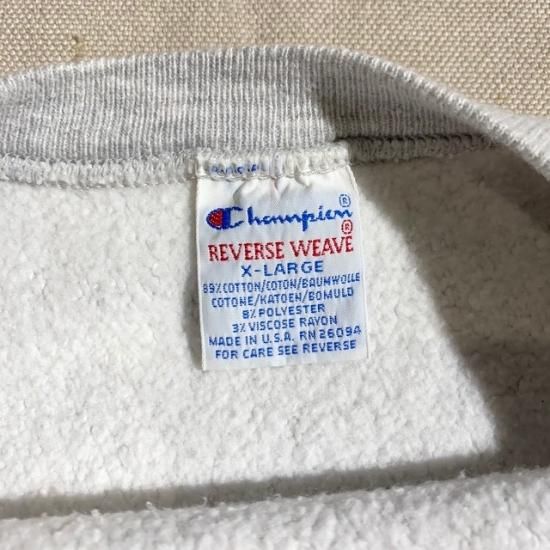 Champion®
REVERSE WEAVE®
X-LARGE
89% COTTON/COTON/BAUMWOLLE
COTONE/KATOEN/BOMULD
8% POLYESTER
3% VISCOSE RAYON
MADE IN U.S.A. RN 26094
FOR CARE SEE REVERSE